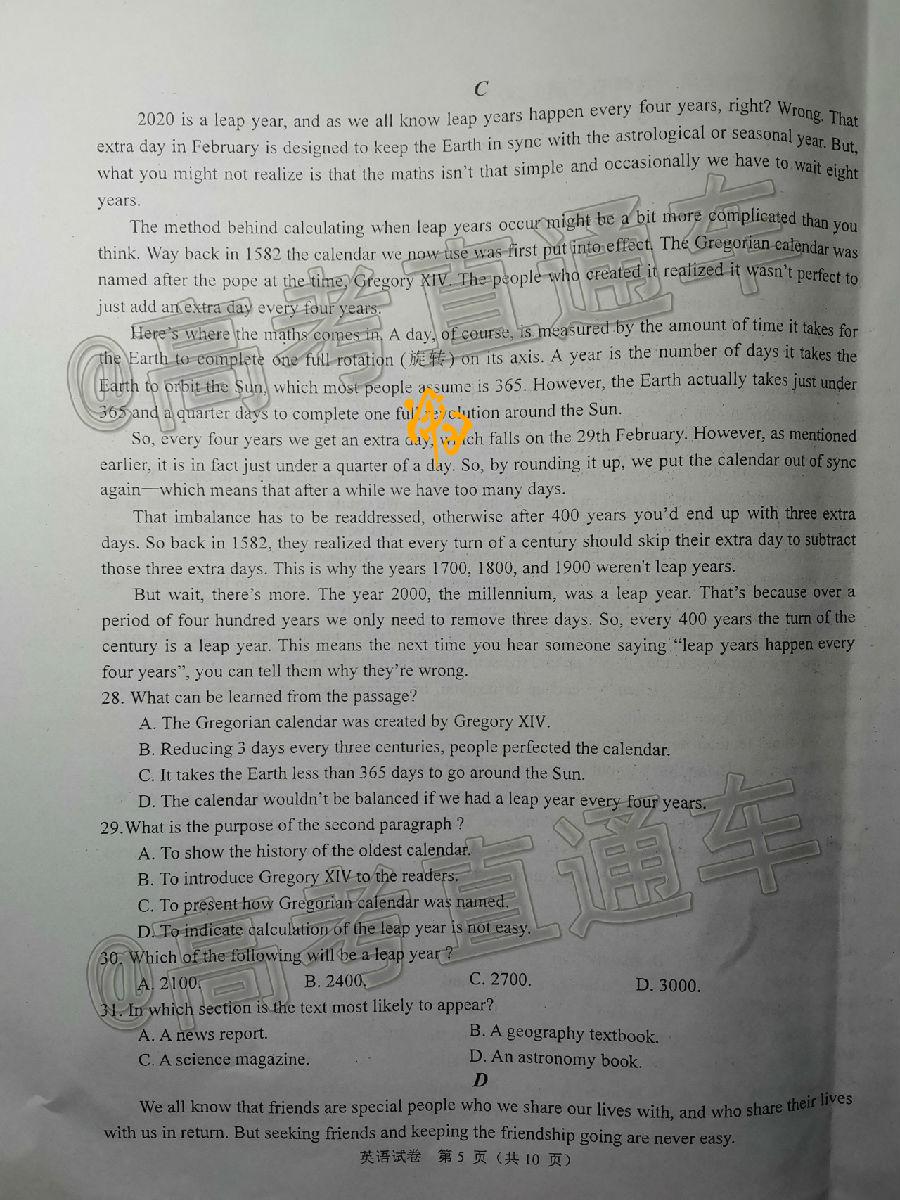 C
2020 is a leap year, and as we all know leap years happen every four years, right? Wrong. That
extra day in February is designed to keep the Earth in sync with the astrological or seasonal year. But,
what you might not realize is that the maths isn't that simple and occasionally we have to wait eight
years.
The method behind calculating when leap years occur might be a bit more complicated than you
think. Way back in 1582 the calendar we now use was first put into effect. The Gregorian calendar was
named after the pope at the time, Gregory XIV. The people who created it realized it wasn't perfect to
just add an extra day every four years.
Here's where the maths comes in. A day, of course, is measured by the amount of time it takes for
the Earth to complete one full rotation (旋转) on its axis. A year is the number of days it takes the
Earth to orbit the Sun, which most people assume is 365. However, the Earth actually takes just under
365 and a quarter days to complete one full revolution around the Sun.
So, every four years we get an extra day, which falls on the 29th February. However, as mentioned
earlier, it is in fact just under a quarter of a day. So, by rounding it up, we put the calendar out of sync
again—which means that after a while we have too many days.
That imbalance has to be readdressed, otherwise after 400 years you'd end up with three extra
days. So back in 1582, they realized that every turn of a century should skip their extra day to subtract
those three extra days. This is why the years 1700, 1800, and 1900 weren't leap years.
But wait, there's more. The year 2000, the millennium, was a leap year. That's because over a
period of four hundred years we only need to remove three days. So, every 400 years the turn of the
century is a leap year. This means the next time you hear someone saying "leap years happen every
four years", you can tell them why they're wrong.
28. What can be learned from the passage?
A. The Gregorian calendar was created by Gregory XIV.
B. Reducing 3 days every three centuries, people perfected the calendar.
C. It takes the Earth less than 365 days to go around the Sun.
D. The calendar wouldn't be balanced if we had a leap year every four years.
29.What is the purpose of the second paragraph ?
A. To show the history of the oldest calendar.
B. To introduce Gregory XIV to the readers.
C. To present how Gregorian calendar was named.
D. To indicate calculation of the leap year is not easy.
30. Which of the following will be a leap year ?
A. 2100. B. 2400. C. 2700. D. 3000.
31. In which section is the text most likely to appear?
A. A news report. B. A geography textbook.
C. A science magazine. D. An astronomy book.
D
We all know that friends are special people who we share our lives with, and who share their lives
with us in return. But seeking friends and keeping the friendship going are never easy.
英语试卷 第 5 页（共 10 页）
@高考直通车
@高考直通车